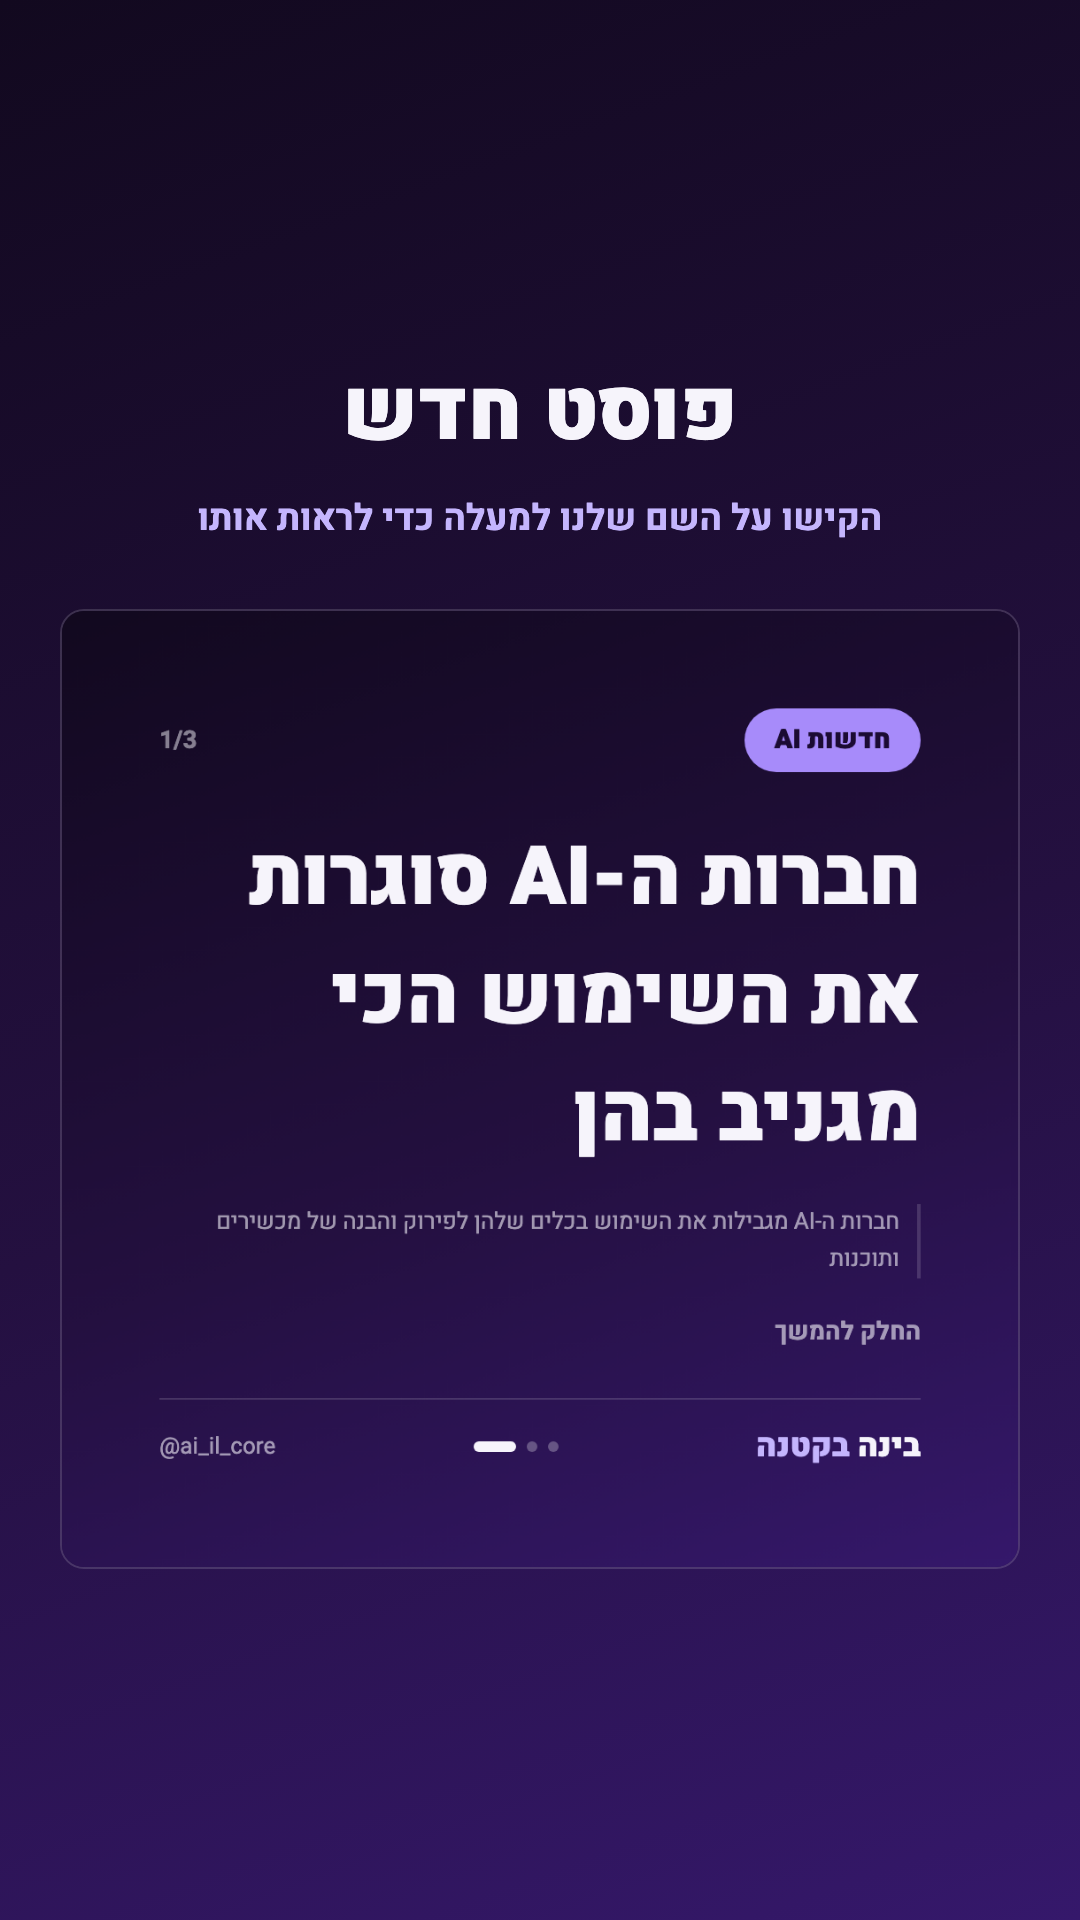 פוסט חדש
הקישו על השם שלנו למעלה כדי לראות אותו
חדשות AI
1/3
חברות ה-AI סוגרות
את השימוש הכי
מגניב בהן
חברות ה-AI מגבילות את השימוש בכלים שלהן לפירוק והבנה של מכשירים
ותוכנות
החלק להמשך
בינה בקטנה
@ai_il_core